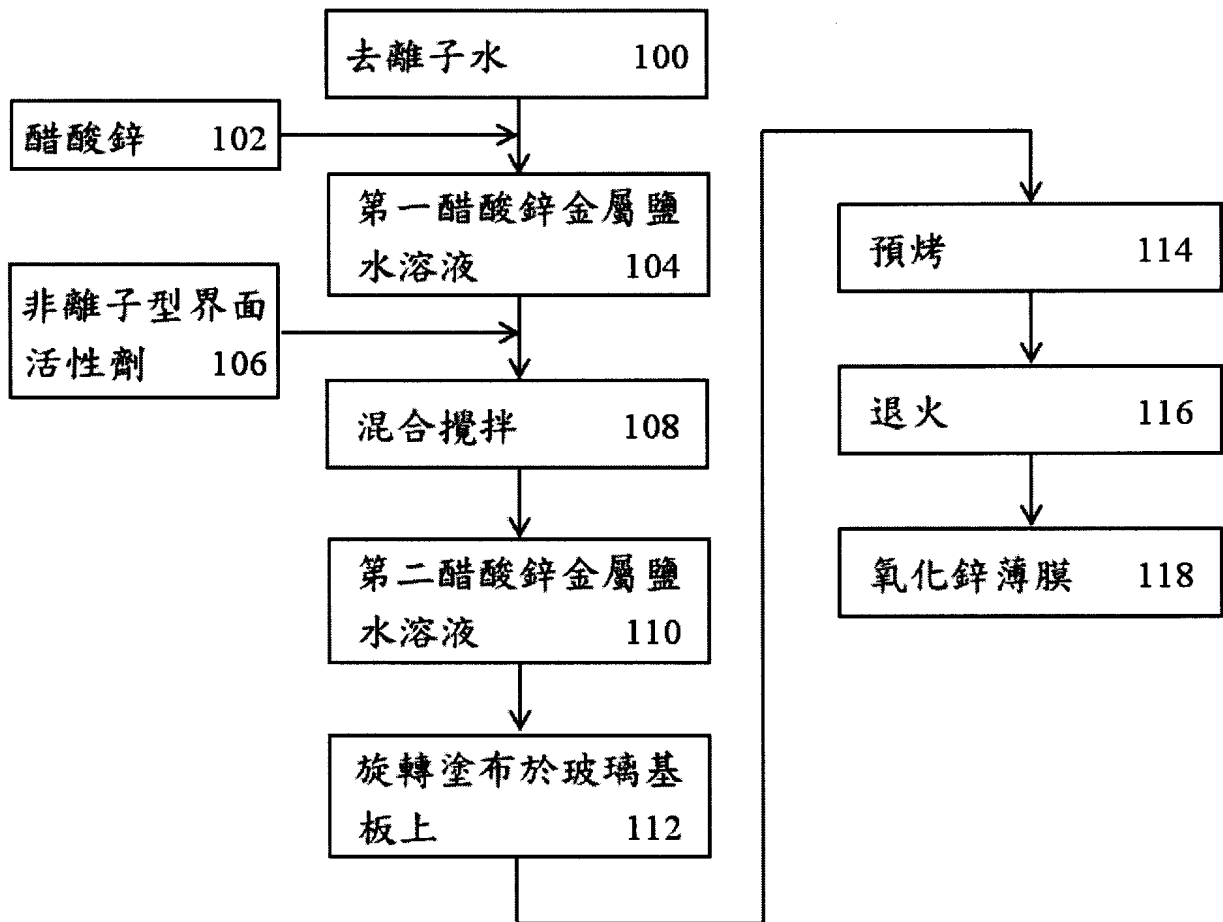 去離子水 100
醋酸鋅 102
第一醋酸鋅金屬鹽
水溶液 104
非離子型界面
活性劑 106
混合攪拌 108
第二醋酸鋅金屬鹽
水溶液 110
旋轉塗布於玻璃基
板上 112
預烤 114
退火 116
氧化鋅薄膜 118